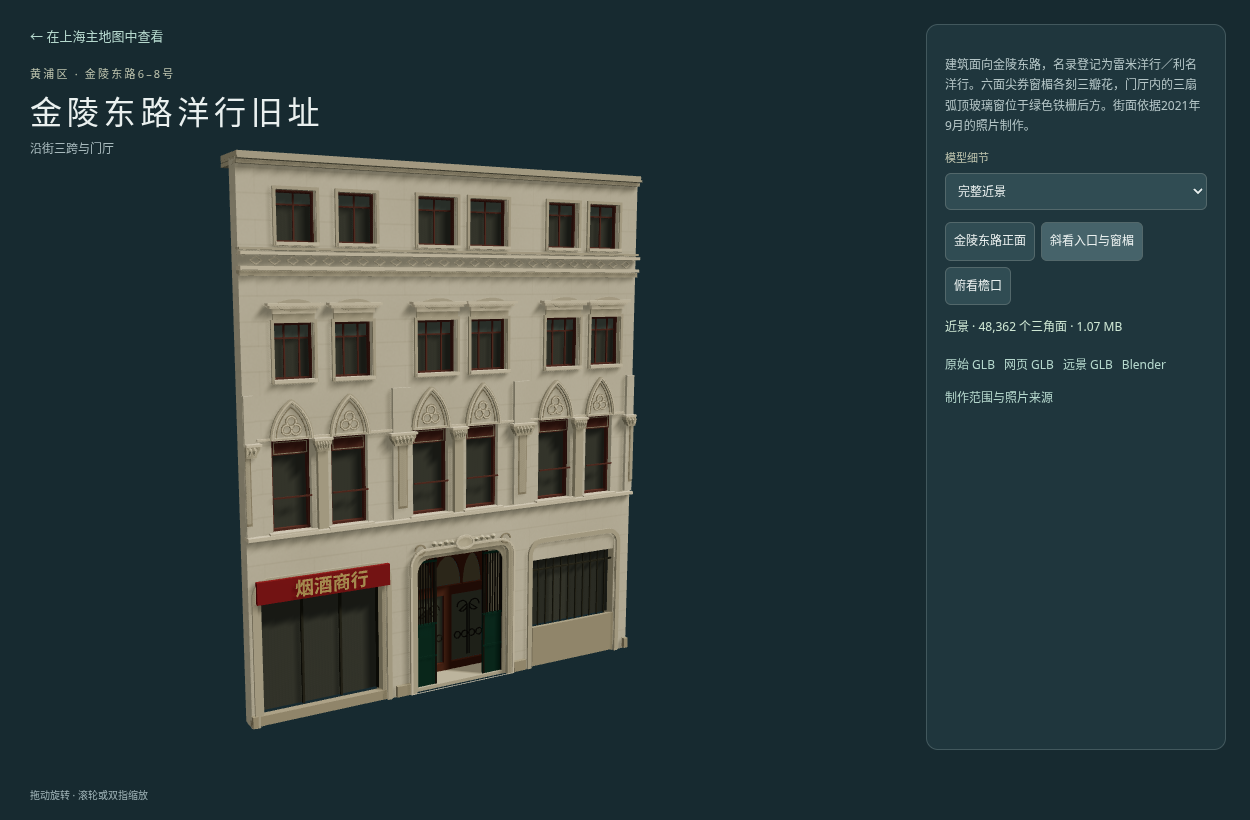 ← 在上海主地图中查看
黄浦区 · 金陵东路6–8号
金陵东路洋行旧址
沿街三跨与门厅
烟酒商行
建筑面向金陵东路，名录登记为雷米洋行／利名
洋行。六面尖券窗楣各刻三瓣花，门厅内的三扇
弧顶玻璃窗位于绿色铁栅后方。街面依据2021年
9月的照片制作。
模型细节
完整近景
金陵东路正面 斜看入口与窗楣
俯看檐口
近景 · 48,362 个三角面 · 1.07 MB
原始 GLB 网页 GLB 远景 GLB Blender
制作范围与照片来源
拖动旋转 · 滚轮或双指缩放